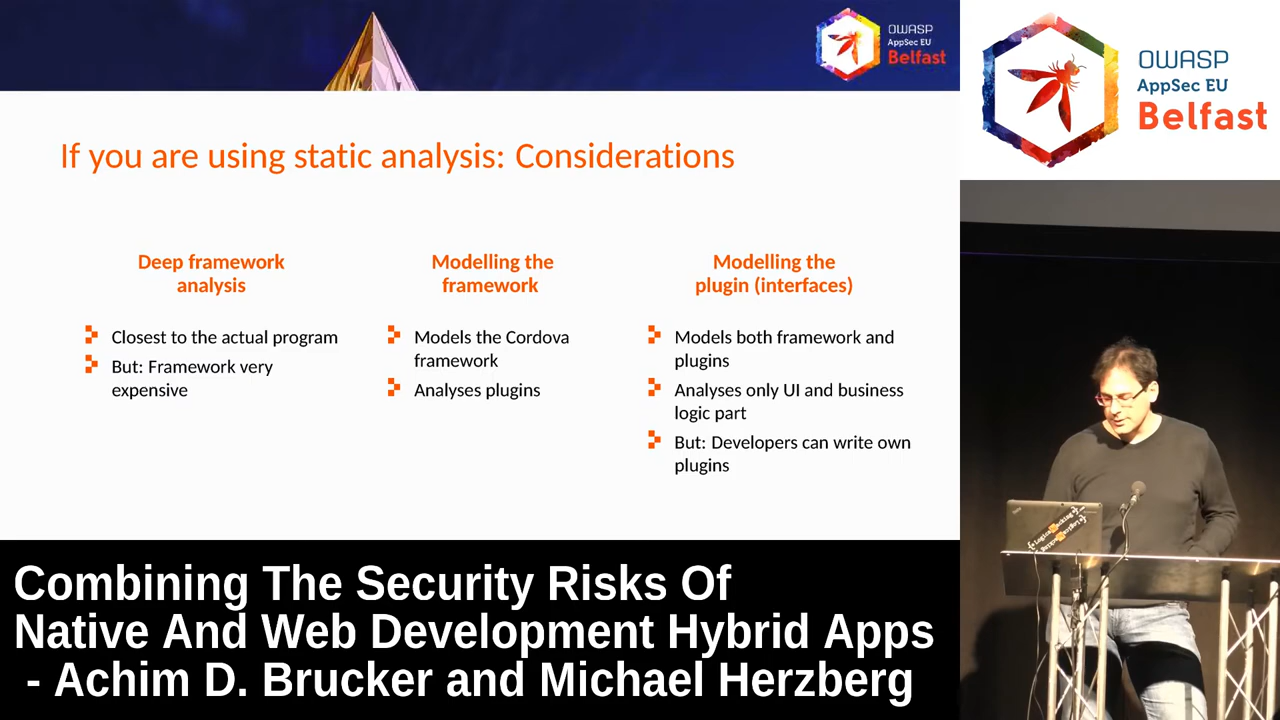 OWASP
AppSec EU
Belfast
OWASP
AppSec EU
Belfast
If you are using static analysis: Considerations
Deep framework
analysis
Closest to the actual program
But: Framework very
expensive
Modelling the
framework
Models the Cordova
framework
Analyses plugins
Modelling the
plugin (interfaces)
Models both framework and
plugins
Analyses only UI and business
logic part
But: Developers can write own
plugins
Combining The Security Risks Of
Native And Web Development Hybrid Apps
- Achim D. Brucker and Michael Herzberg